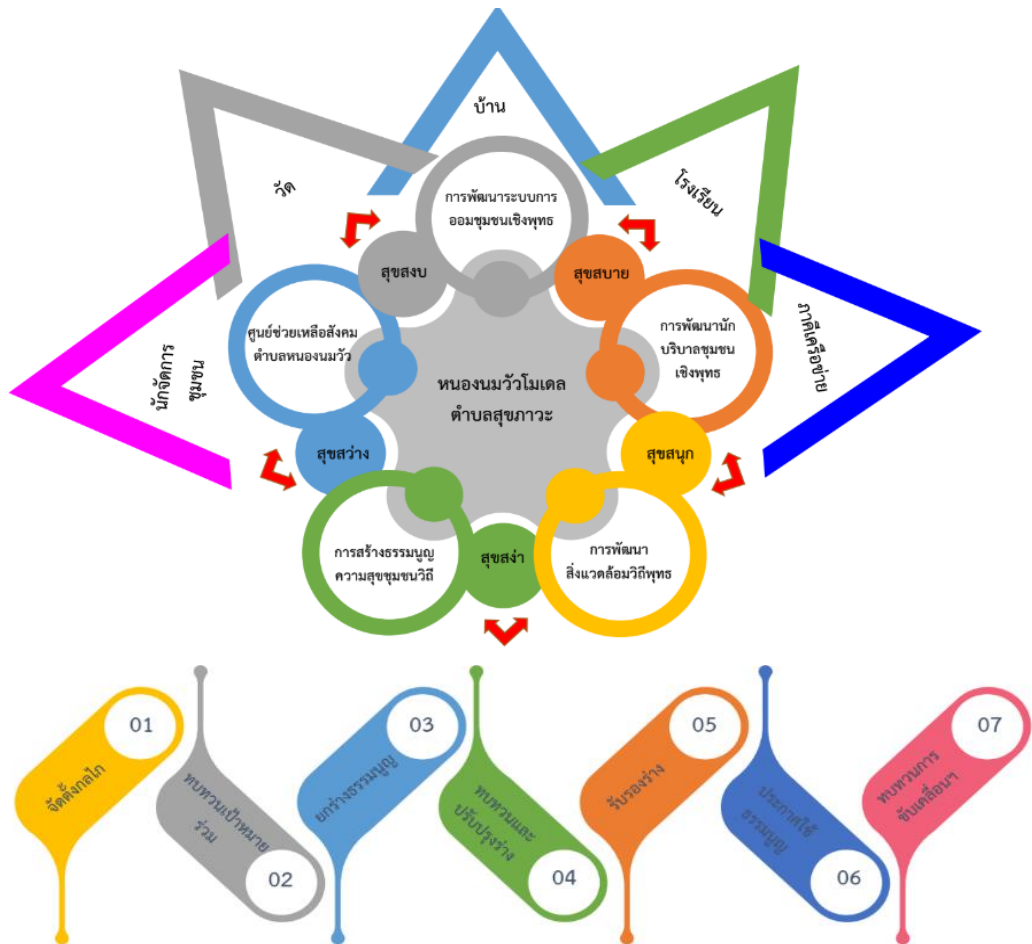 บ้าน
วัด
โรงเรียน
นักจัดการ
ชุมชน
ภาคีเครือข่าย
การพัฒนาระบบการ
ออมชุมชนเชิงพุทธ
สุขสงบ
สุขสบาย
ศูนย์ช่วยเหลือสังคม
ตำบลหนองนมวัว
การพัฒนานัก
บริบาลชุมชน
เชิงพุทธ
หนองนมวัวโมเดล
ตำบลสุขภาวะ
สุขสว่าง
สุขสนุก
การสร้างธรรมนูญ
ความสุขชุมชนวิถี
สุขสง่า
การพัฒนา
สิ่งแวดล้อมวิถีพุทธ
01
จัดตั้งกลไก
ทบทวนเป้าหมาย
ร่วม
02
03
ยกร่างธรรมนูญ
ทบทวนและ
ปรับปรุงร่าง
04
05
รับรองร่าง
ประกาศใช้
ธรรมนูญ
06
07
ทบทวนการ
ขับเคลื่อนฯ